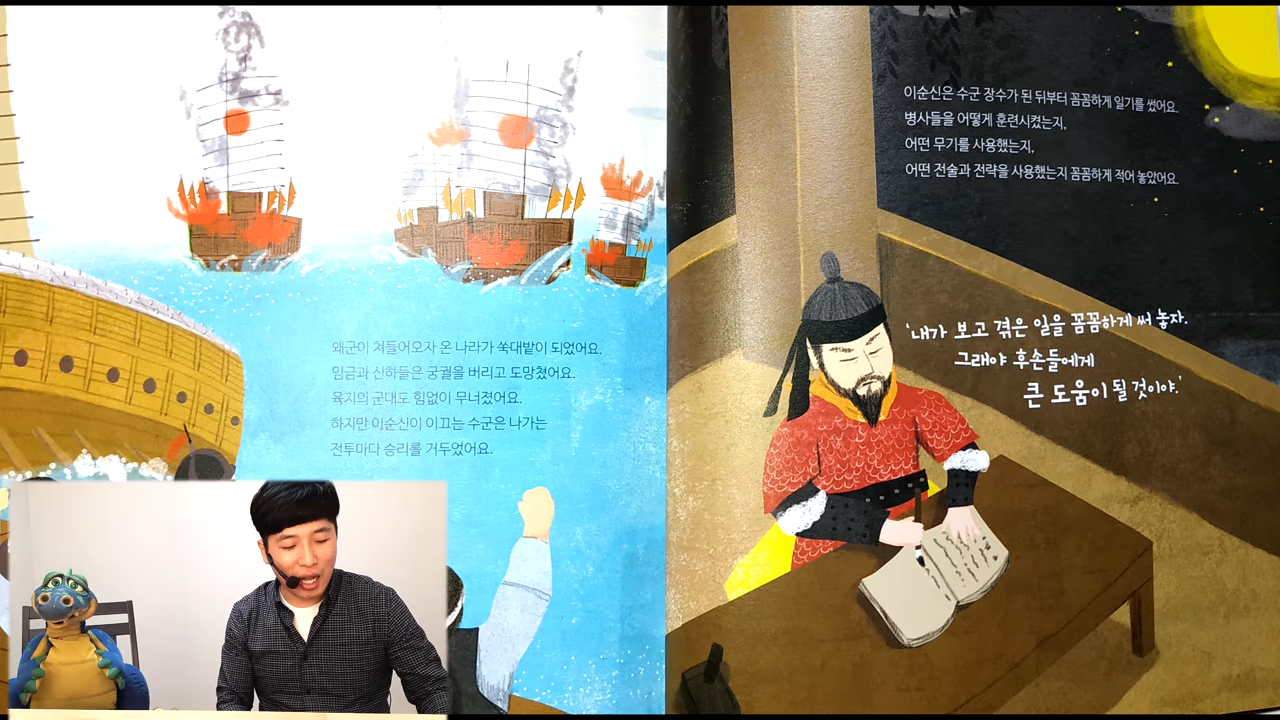 왜군이 쳐들어오자 온 나라가 쑥대밭이 되었어요.
임금과 신하들은 궁궐을 버리고 도망쳤어요.
육지의 군대도 힘없이 무너졌어요.
하지만 이순신이 이끄는 수군은 나가는
전투마다 승리를 거두었어요.
이순신은 수군 장수가 된 뒤부터 꼼꼼하게 일기를 썼어요.
병사들을 어떻게 훈련시켰는지,
어떤 무기를 사용했는지,
어떤 전술과 전략을 사용했는지 꼼꼼하게 적어 놓았어요.
'내가 보고 겪은 일을 꼼꼼하게 써 놓자.
그래야 후손들에게
큰 도움이 될 것이야.'